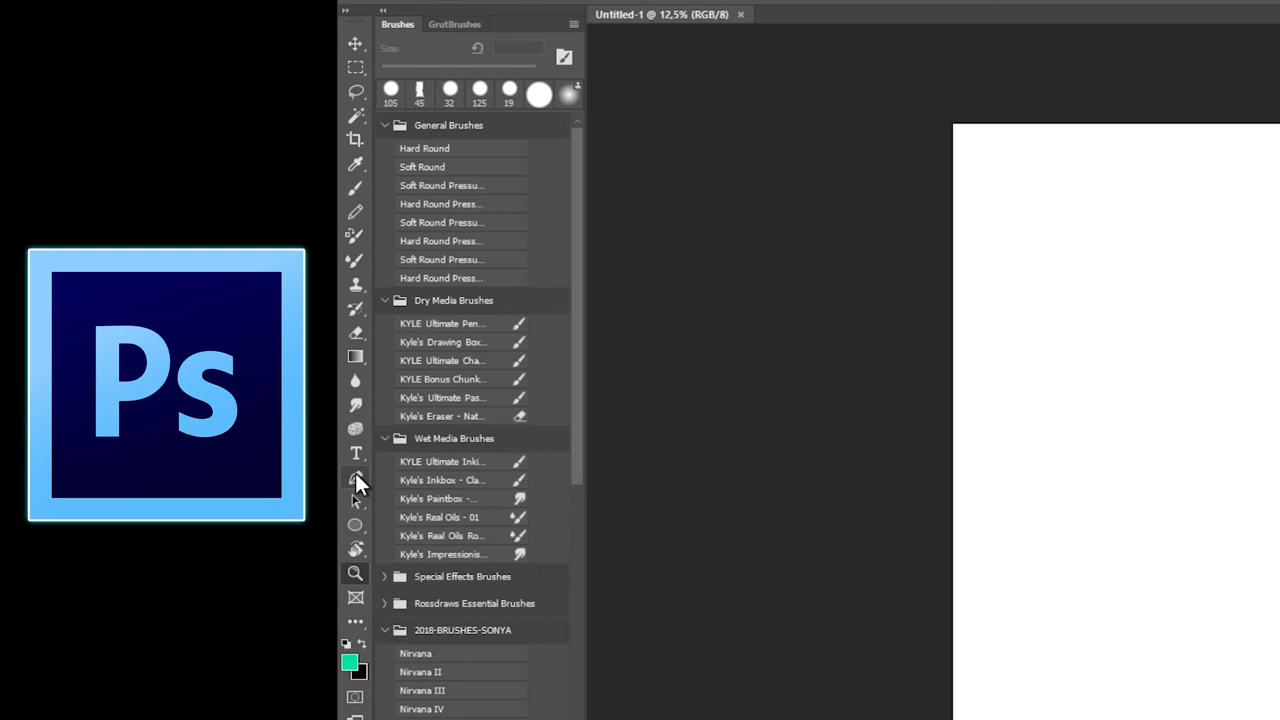 Untitled-1 @ 12,5% (RGB/8) ×
Brushes GrutBrushes
Size:
105 45 32 125 19
General Brushes
Hard Round
Soft Round
Soft Round Pressu...
Hard Round Press...
Soft Round Pressu...
Hard Round Press...
Soft Round Pressu...
Hard Round Press...
Dry Media Brushes
KYLE Ultimate Pen...
Kyle's Drawing Box...
KYLE Ultimate Cha...
KYLE Bonus Chunk...
Kyle's Ultimate Pas...
Kyle's Eraser - Nat...
Wet Media Brushes
KYLE Ultimate Inki...
Kyle's Inkbox - Cla...
Kyle's Paintbox -...
Kyle's Real Oils - 01
Kyle's Real Oils Ro...
Kyle's Impressionis...
Special Effects Brushes
Rossdraws Essential Brushes
2018-BRUSHES-SONYA
Nirvana
Nirvana II
Nirvana III
Nirvana IV
Ps